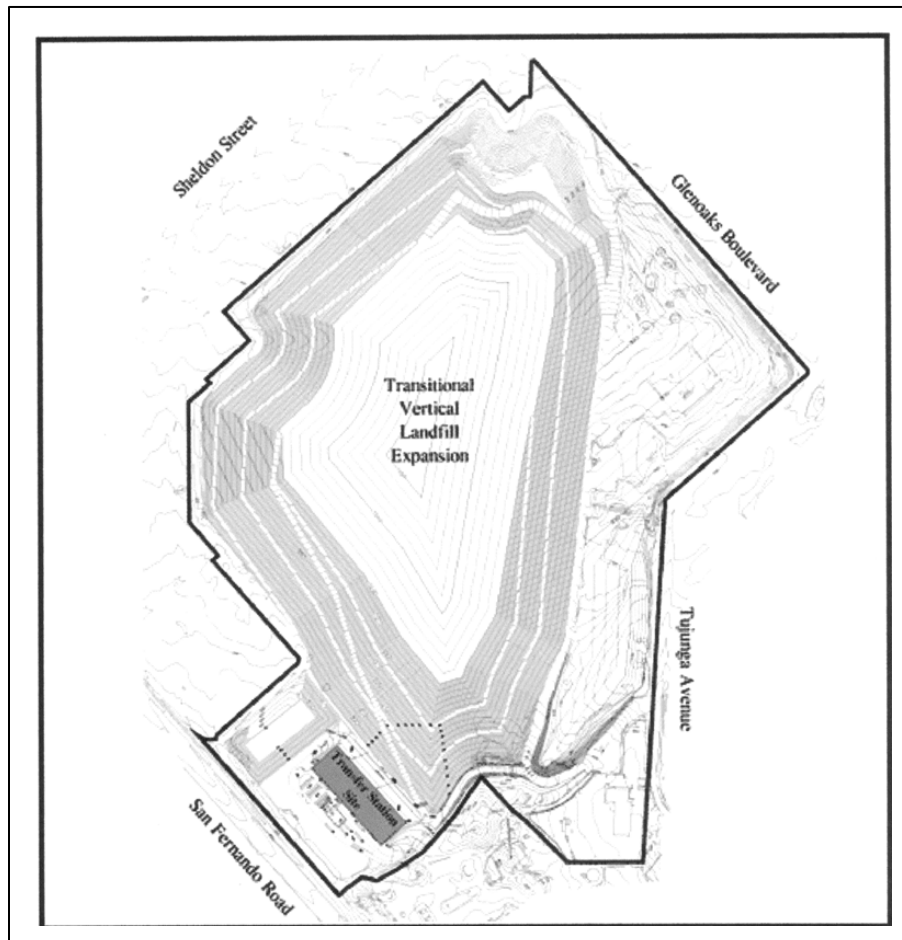 Sheldon Street
Glenoaks Boulevard
Transitional
Vertical
Landfill
Expansion
Tujunga Avenue
Transfer Station
Site
San Fernando Road